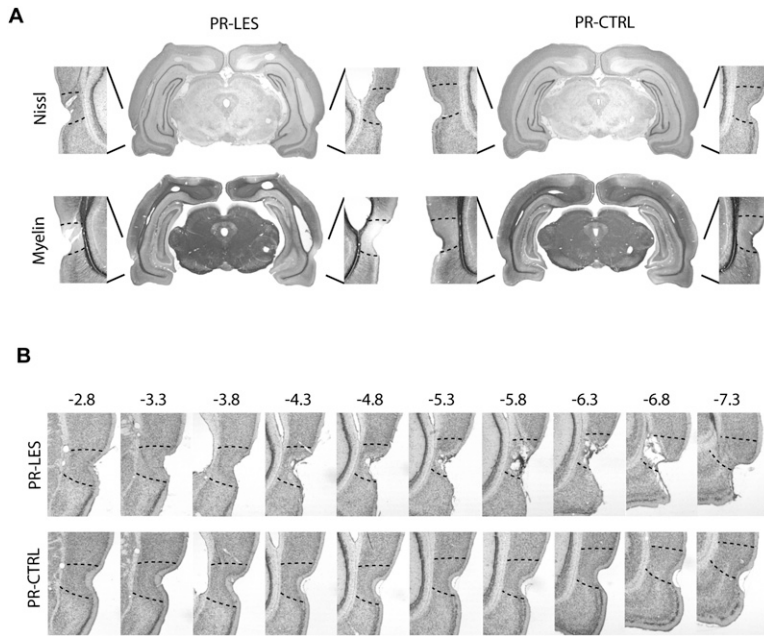 A
PR-LES
PR-CTRL
Nissl
Myelin
B
-2.8 -3.3 -3.8 -4.3 -4.8 -5.3 -5.8 -6.3 -6.8 -7.3
PR-LES
PR-CTRL